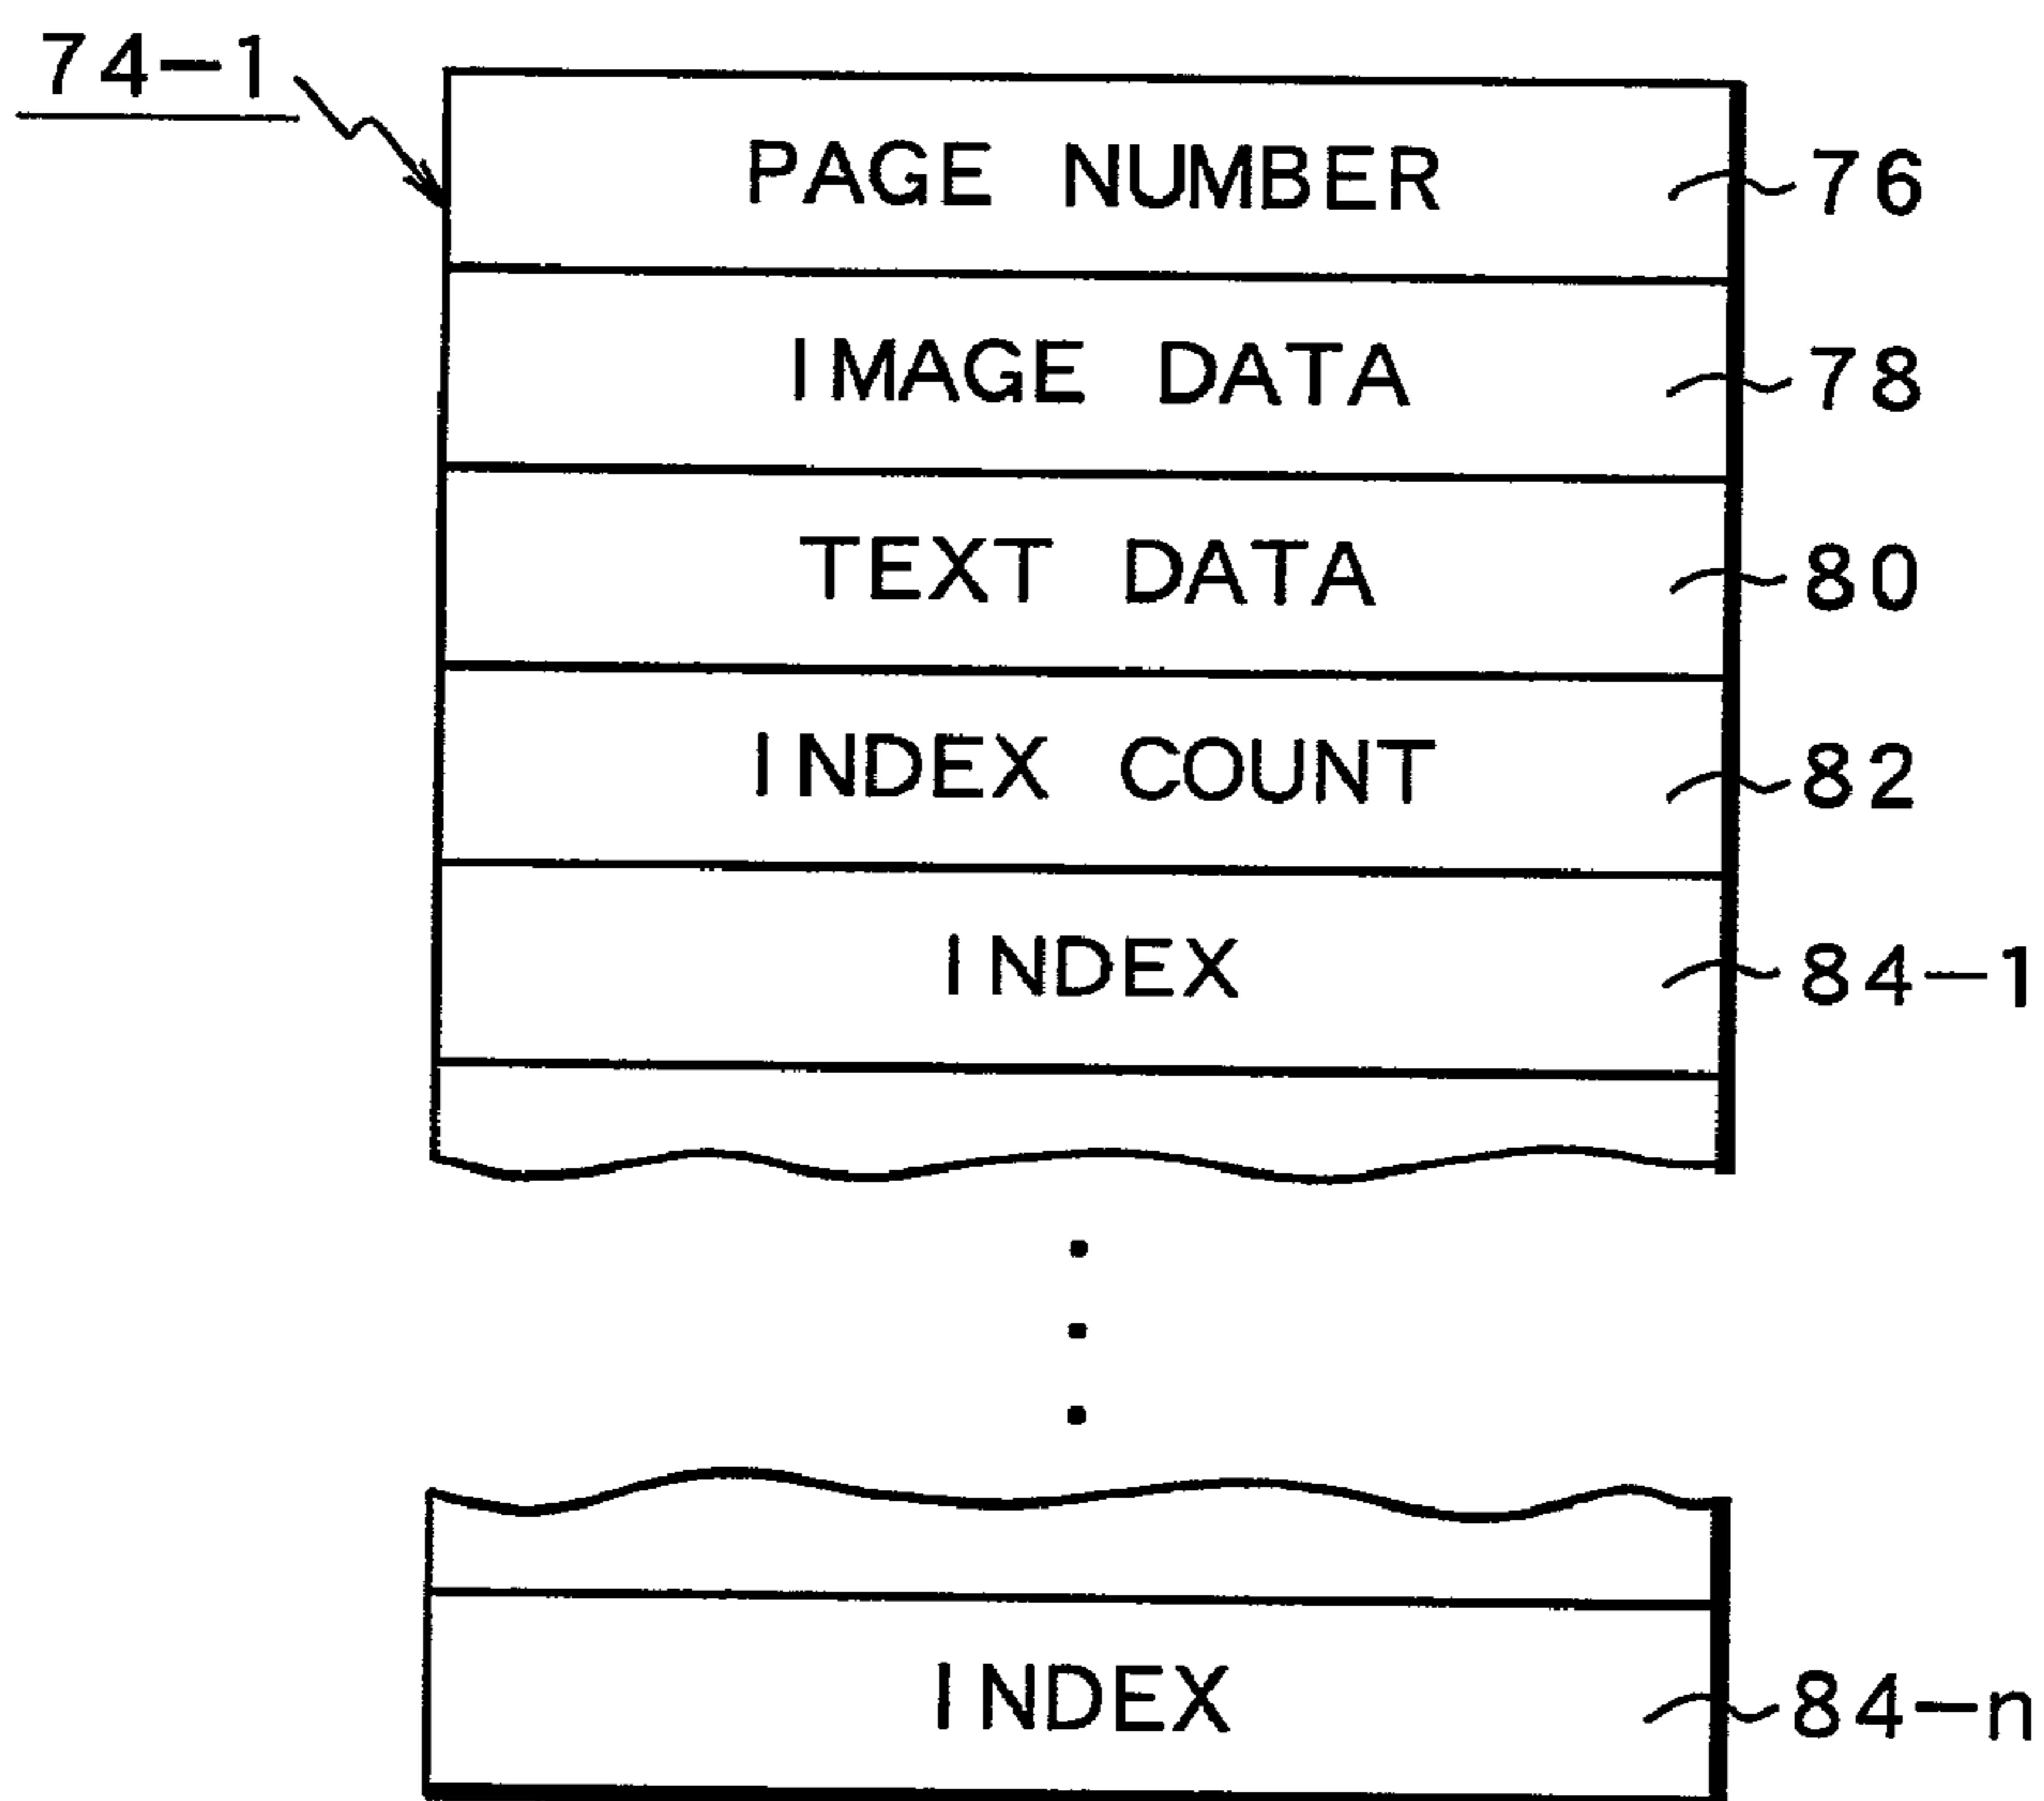 74-1
PAGE NUMBER 76
IMAGE DATA 78
TEXT DATA 80
INDEX COUNT 82
INDEX 84-1
INDEX 84-n